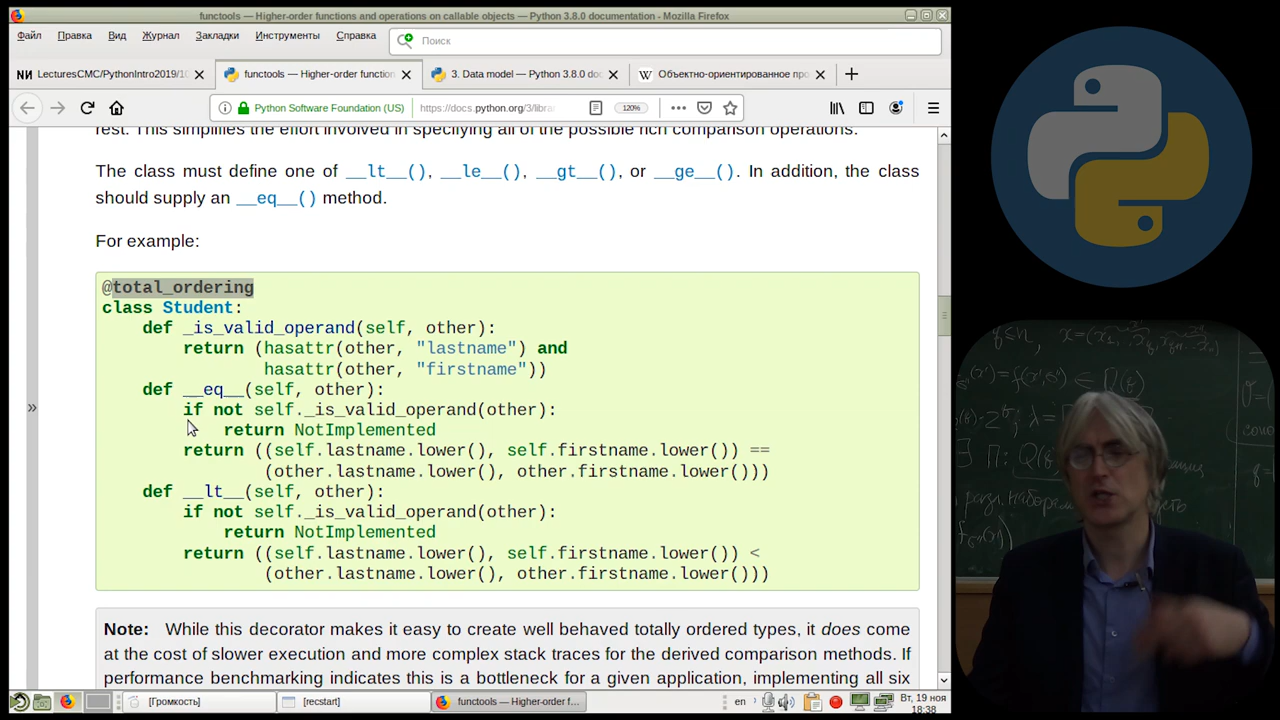 functools — Higher-order functions and operations on callable objects — Python 3.8.0 documentation - Mozilla Firefox
Файл Правка Вид Журнал Закладки Инструменты Справка Поиск
LecturesCMC/PythonIntro2019/1 functools — Higher-order function 3. Data model — Python 3.8.0 doc Объектно-ориентированное про
Python Software Foundation (US) https://docs.python.org/3/libra 120%
rest. This simplifies the effort involved in specifying all of the possible rich comparison operations.
The class must define one of __lt__(), __le__(), __gt__(), or __ge__(). In addition, the class
should supply an __eq__() method.
For example:
@total_ordering
class Student:
def _is_valid_operand(self, other):
return (hasattr(other, "lastname") and
hasattr(other, "firstname"))
def __eq__(self, other):
if not self._is_valid_operand(other):
return NotImplemented
return ((self.lastname.lower(), self.firstname.lower()) ==
(other.lastname.lower(), other.firstname.lower()))
def __lt__(self, other):
if not self._is_valid_operand(other):
return NotImplemented
return ((self.lastname.lower(), self.firstname.lower()) <
(other.lastname.lower(), other.firstname.lower()))
Note: While this decorator makes it easy to create well behaved totally ordered types, it does come
at the cost of slower execution and more complex stack traces for the derived comparison methods. If
performance benchmarking indicates this is a bottleneck for a given application, implementing all six
[Громкость] [recstart] functools — Higher-order f… en Вт, 19 ноя
18:38